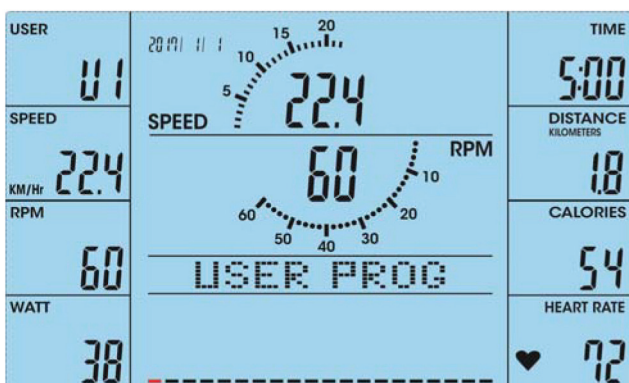 USER
U1
SPEED
22.4
KM/Hr
RPM
60
WATT
38
2017/ 1/ 1
5
10
15
20
SPEED
22.4
60
RPM
10
20
30
40
50
60
USER PROG
TIME
5:00
DISTANCE
KILOMETERS
1.8
CALORIES
54
HEART RATE
72